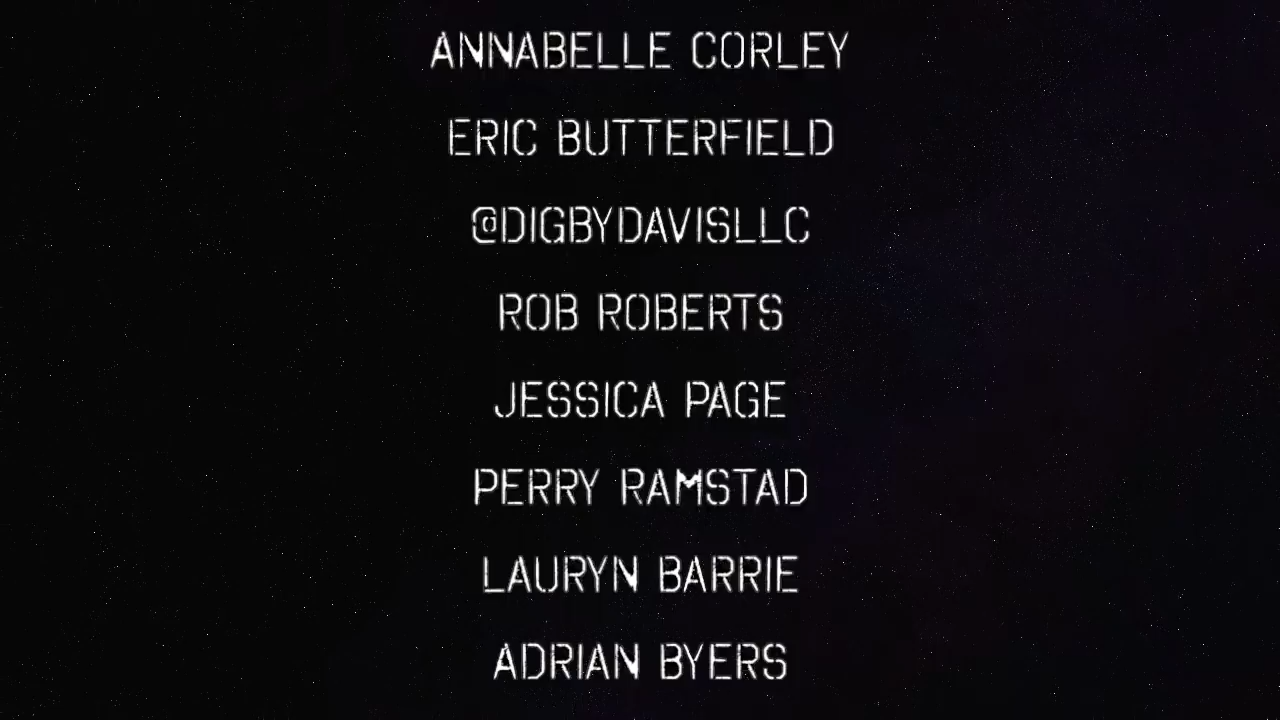 ANNABELLE CORLEY
ERIC BUTTERFIELD
@DIGBYDAVISLLC
ROB ROBERTS
JESSICA PAGE
PERRY RAMSTAD
LAURYN BARRIE
ADRIAN BYERS